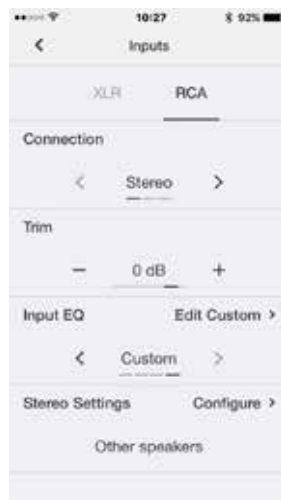 10:27 92%
Inputs
XLR RCA
Connection
< Stereo >
Trim
− 0 dB +
Input EQ Edit Custom >
< Custom >
Stereo Settings Configure >
Other speakers